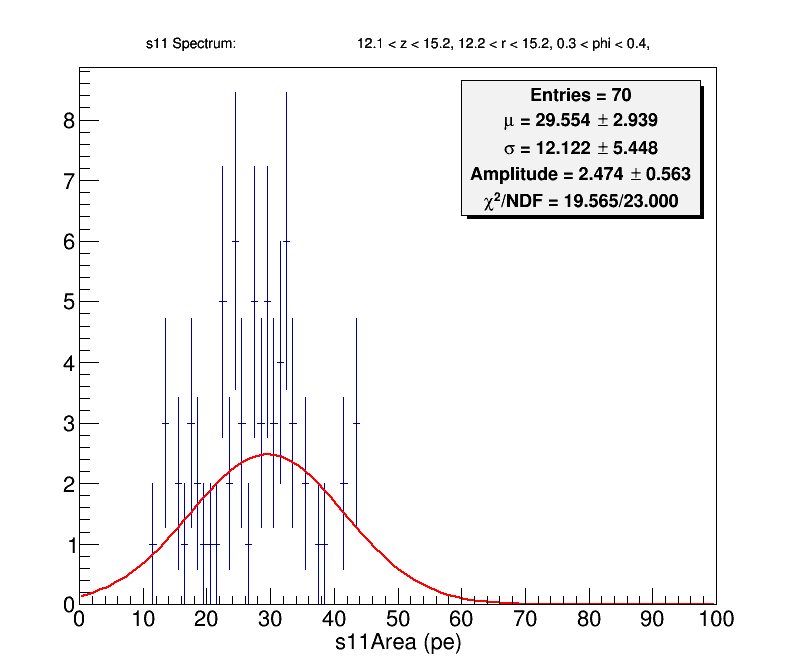 s11 Spectrum: 12.1 < z < 15.2, 12.2 < r < 15.2, 0.3 < phi < 0.4,
Entries = 70
μ = 29.554 ± 2.939
σ = 12.122 ± 5.448
Amplitude = 2.474 ± 0.563
χ²/NDF = 19.565/23.000
8
7
6
5
4
3
2
1
0
0 10 20 30 40 50 60 70 80 90 100
s11Area (pe)